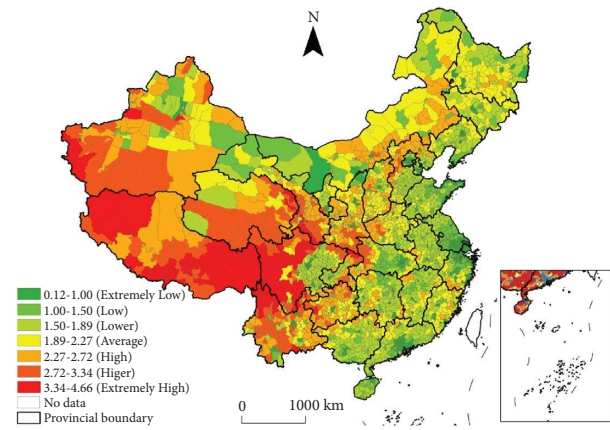 N
0.12-1.00 (Extremely Low)
1.00-1.50 (Low)
1.50-1.89 (Lower)
1.89-2.27 (Average)
2.27-2.72 (High)
2.72-3.34 (Higer)
3.34-4.66 (Extremely High)
No data
Provincial boundary
0 1000 km